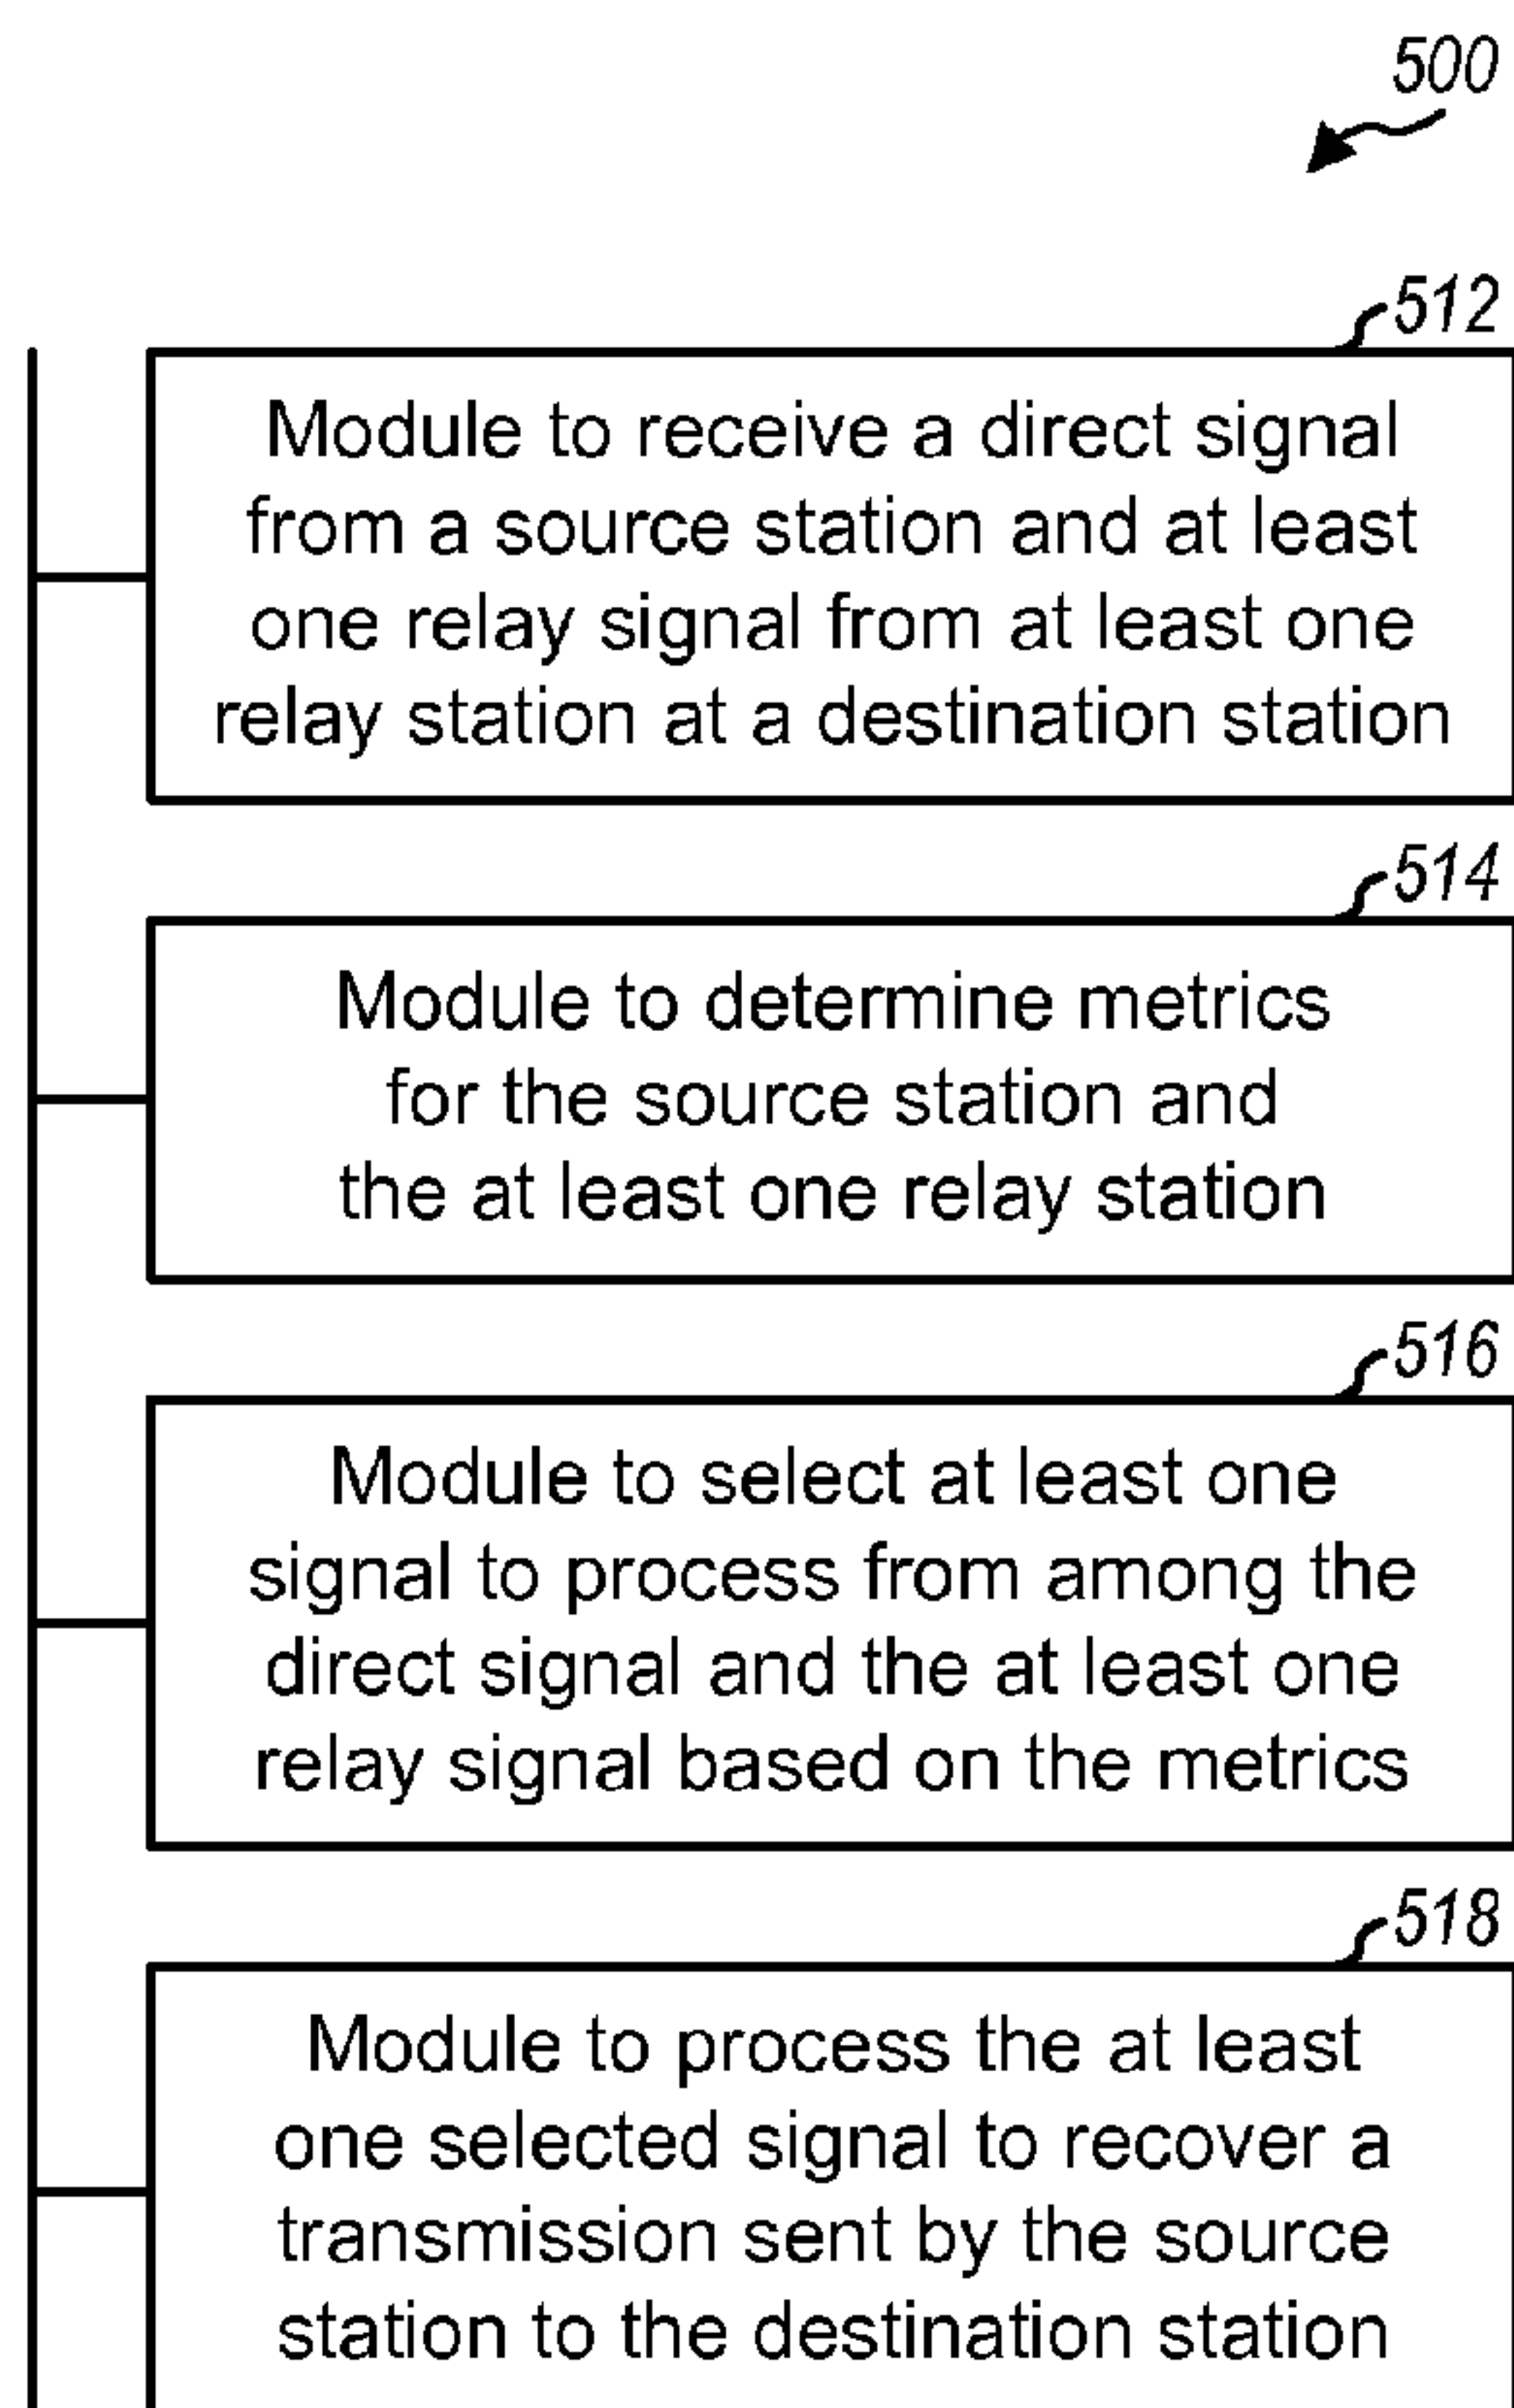 500
512
Module to receive a direct signal
from a source station and at least
one relay signal from at least one
relay station at a destination station
514
Module to determine metrics
for the source station and
the at least one relay station
516
Module to select at least one
signal to process from among the
direct signal and the at least one
relay signal based on the metrics
518
Module to process the at least
one selected signal to recover a
transmission sent by the source
station to the destination station